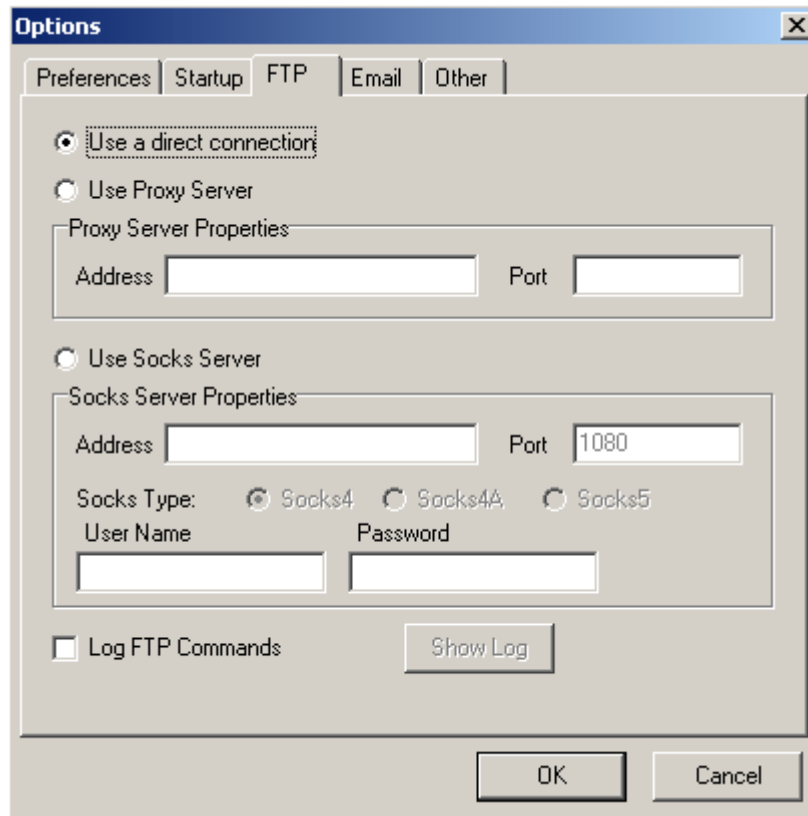 Options
Preferences Startup FTP Email Other
Use a direct connection
Use Proxy Server
Proxy Server Properties
Address Port
Use Socks Server
Socks Server Properties
Address Port 1080
Socks Type: Socks4 Socks4A Socks5
User Name Password
Log FTP Commands Show Log
OK Cancel